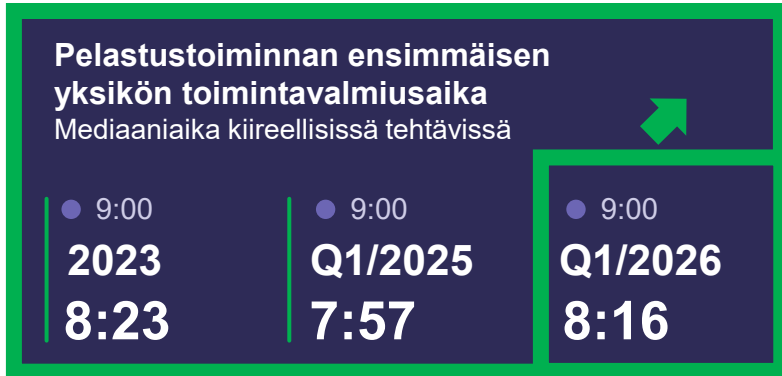 Pelastustoiminnan ensimmäisen
yksikön toimintavalmiusaika
Mediaaniaika kiireellisissä tehtävissä
9:00
2023
8:23
9:00
Q1/2025
7:57
9:00
Q1/2026
8:16